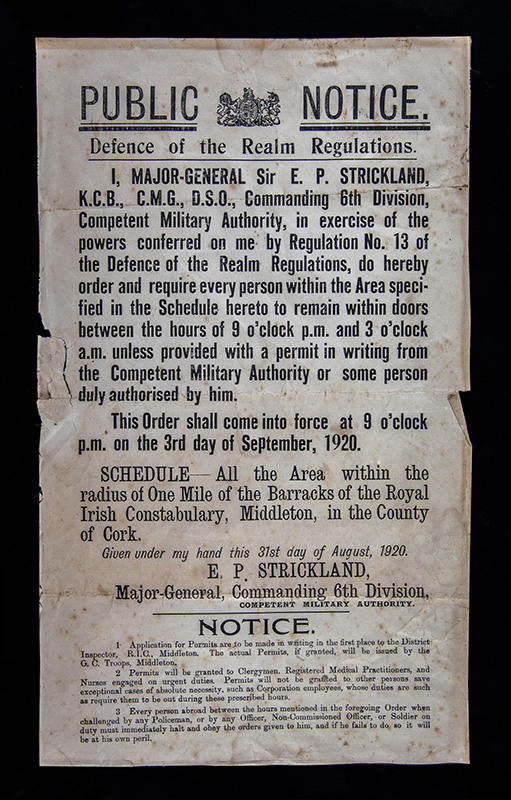 PUBLIC NOTICE.
Defence of the Realm Regulations.
I, MAJOR-GENERAL Sir E. P. STRICKLAND,
K.C.B., C.M.G., D.S.O., Commanding 6th Division,
Competent Military Authority, in exercise of the
powers conferred on me by Regulation No. 13 of
the Defence of the Realm Regulations, do hereby
order and require every person within the Area speci-
fied in the Schedule hereto to remain within doors
between the hours of 9 o'clock p.m. and 3 o'clock
a.m. unless provided with a permit in writing from
the Competent Military Authority or some person
duly authorised by him.
This Order shall come into force at 9 o'clock
p.m. on the 3rd day of September, 1920.
SCHEDULE— All the Area within the
radius of One Mile of the Barracks of the Royal
Irish Constabulary, Middleton, in the County
of Cork.
Given under my hand this 31st day of August, 1920.
E. P. STRICKLAND,
Major-General, Commanding 6th Division,
COMPETENT MILITARY AUTHORITY.
NOTICE.
1 Application for Permits are to be made in writing in the first place to the District
Inspector, R.I.C., Middleton. The actual Permits, if granted, will be issued by the
O. C. Troops, Middleton.
2 Permits will be granted to Clergymen. Registered Medical Practitioners, and
Nurses engaged on urgent duties. Permits will not be granted to other persons save
exceptional cases of absolute necessity, such as Corporation employees, whose duties are such
as require them to be out during these prescribed hours.
3 Every person abroad between the hours mentioned in the foregoing Order when
challenged by any Policeman, or by any Officer, Non-Commissioned Officer, or Soldier on
duty must immediately halt and obey the orders given to him, and if he fails to do so it will
be at his own peril.